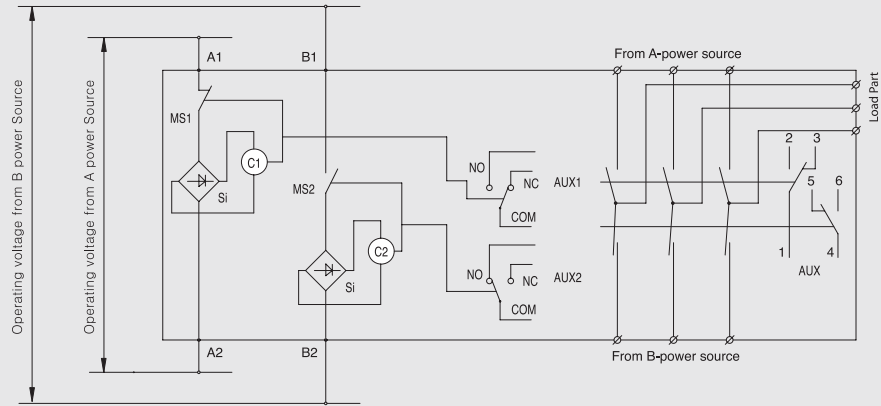 Operating voltage from B power Source
Operating voltage from A power Source
A1
B1
From A-power source
Load Part
MS1
C1
Si
MS2
C2
Si
NO
NC
AUX1
COM
NO
NC
AUX2
COM
2
3
5
6
1
4
AUX
A2
B2
From B-power source